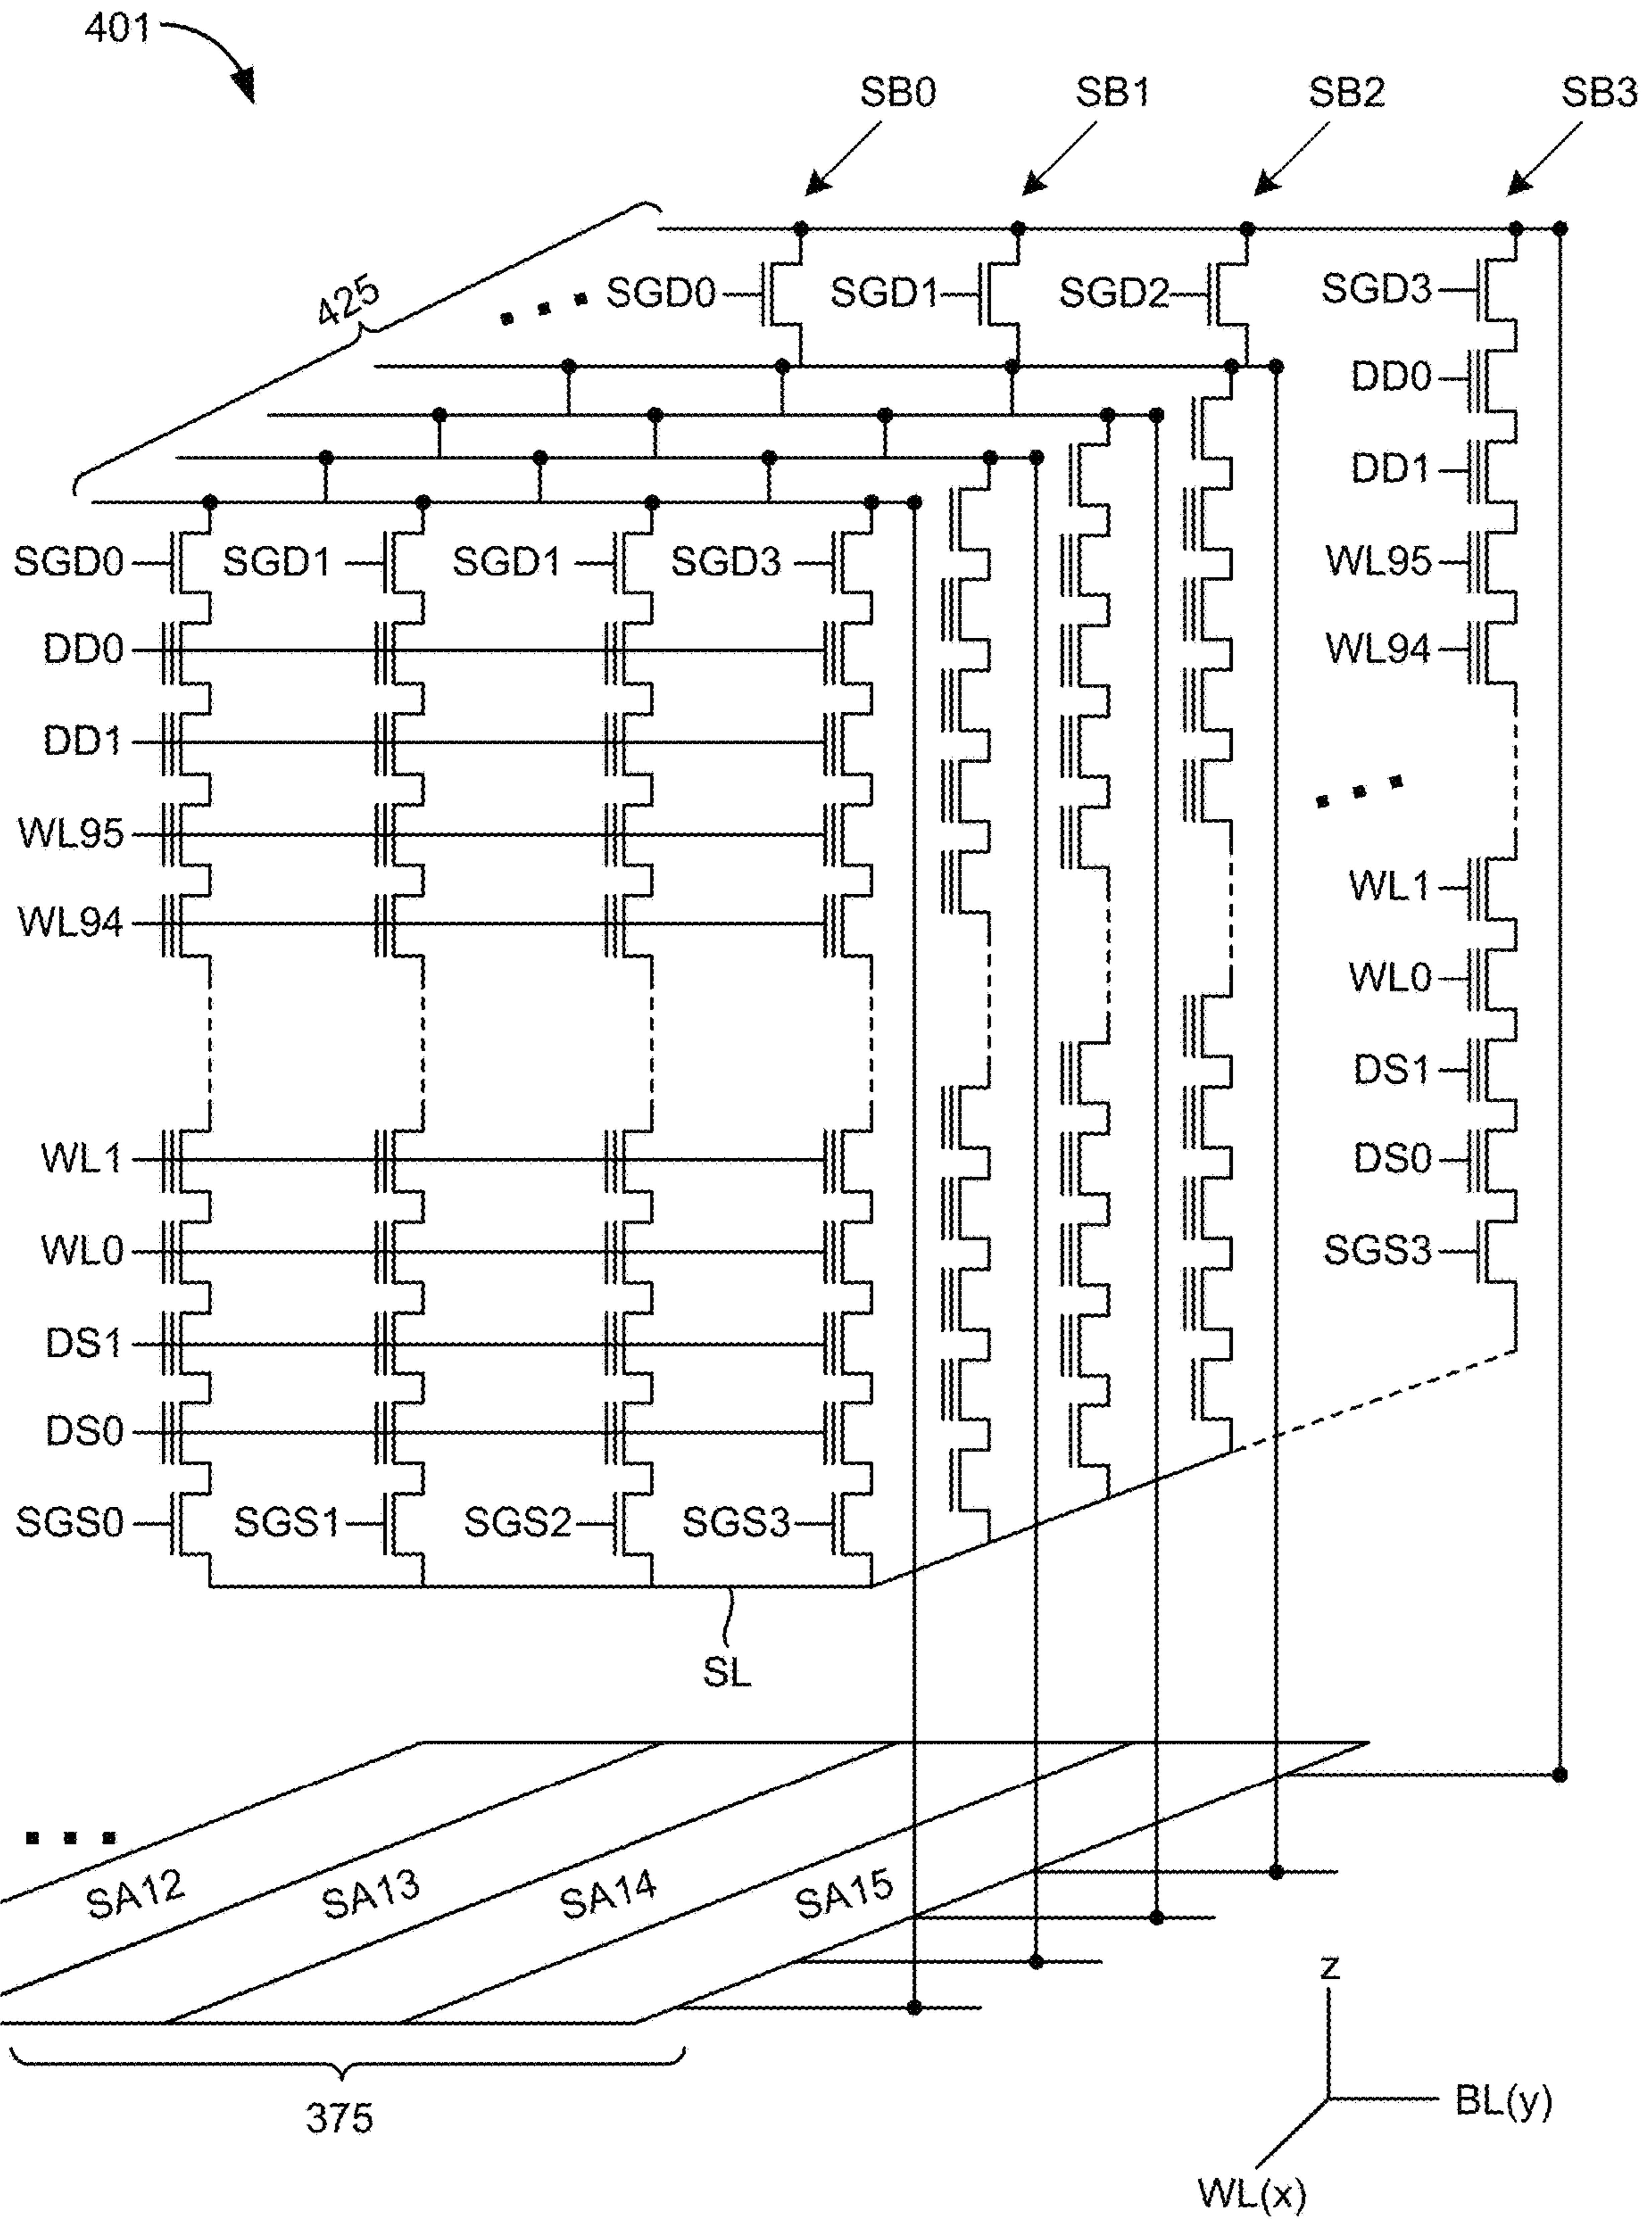 401
SB0 SB1 SB2 SB3
425
SGD0 SGD1 SGD2 SGD3
DD0
DD1
WL95
WL94
WL1
WL0
DS1
DS0
SGS3
SGD0 SGD1 SGD1 SGD3
DD0
DD1
WL95
WL94
WL1
WL0
DS1
DS0
SGS0 SGS1 SGS2 SGS3
SL
SA12 SA13 SA14 SA15
375
z
BL(y)
WL(x)